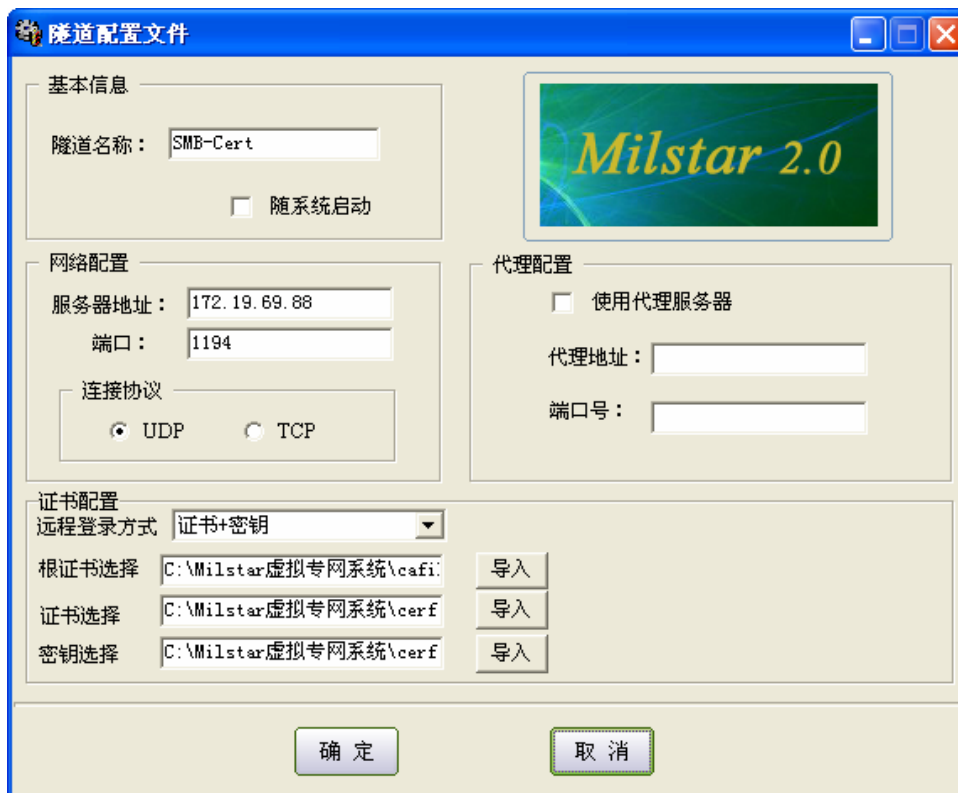 隧道配置文件
基本信息
隧道名称： SMB-Cert
随系统启动
Milstar 2.0
网络配置
服务器地址： 172.19.69.88
端口： 1194
连接协议
UDP TCP
代理配置
使用代理服务器
代理地址：
端口号：
证书配置
远程登录方式 证书+密钥
根证书选择 C:\Milstar虚拟专网系统\cafi 导入
证书选择 C:\Milstar虚拟专网系统\cerf 导入
密钥选择 C:\Milstar虚拟专网系统\cerf 导入
确 定 取 消